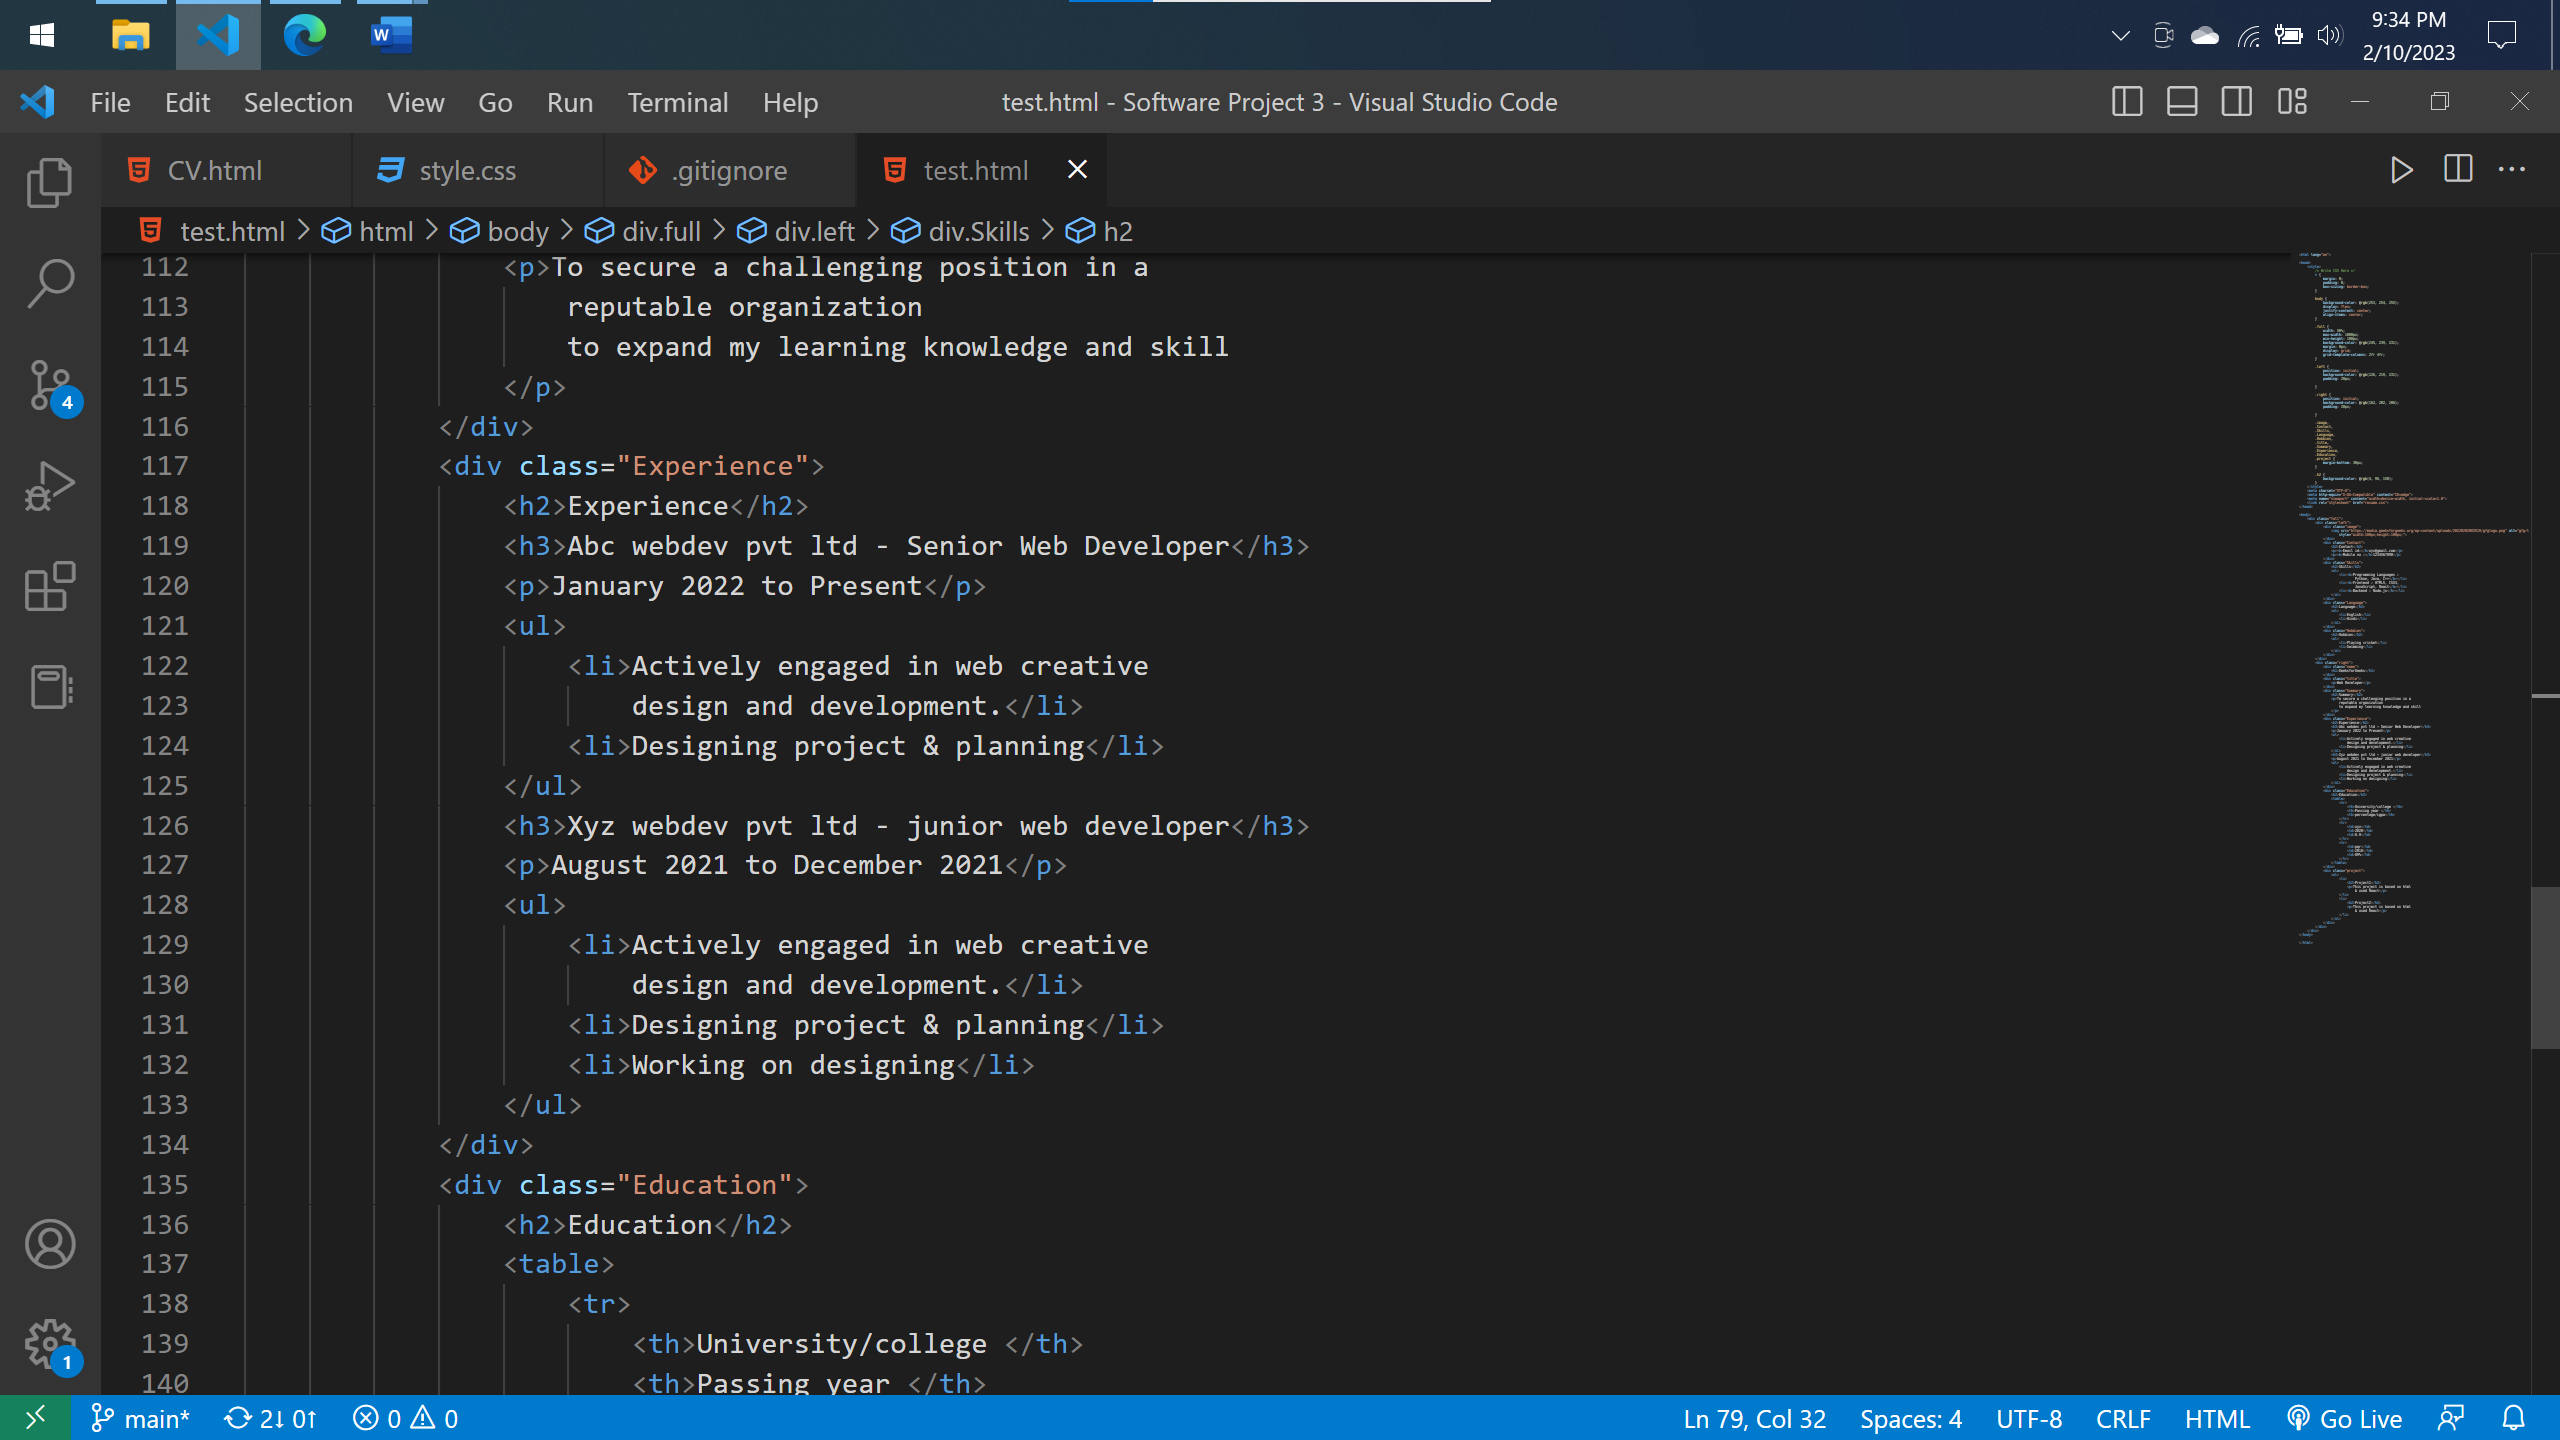 9:34 PM
2/10/2023
File Edit Selection View Go Run Terminal Help
test.html - Software Project 3 - Visual Studio Code
CV.html
style.css
.gitignore
test.html
test.html > html > body > div.full > div.left > div.Skills > h2
112 <p>To secure a challenging position in a
113 reputable organization
114 to expand my learning knowledge and skill
115 </p>
116 </div>
117 <div class="Experience">
118 <h2>Experience</h2>
119 <h3>Abc webdev pvt ltd - Senior Web Developer</h3>
120 <p>January 2022 to Present</p>
121 <ul>
122 <li>Actively engaged in web creative
123 design and development.</li>
124 <li>Designing project & planning</li>
125 </ul>
126 <h3>Xyz webdev pvt ltd - junior web developer</h3>
127 <p>August 2021 to December 2021</p>
128 <ul>
129 <li>Actively engaged in web creative
130 design and development.</li>
131 <li>Designing project & planning</li>
132 <li>Working on designing</li>
133 </ul>
134 </div>
135 <div class="Education">
136 <h2>Education</h2>
137 <table>
138 <tr>
139 <th>University/college </th>
140 <th>Passing year </th>
4
1
main* 2↓ 0↑ 0 0
Ln 79, Col 32 Spaces: 4 UTF-8 CRLF HTML Go Live